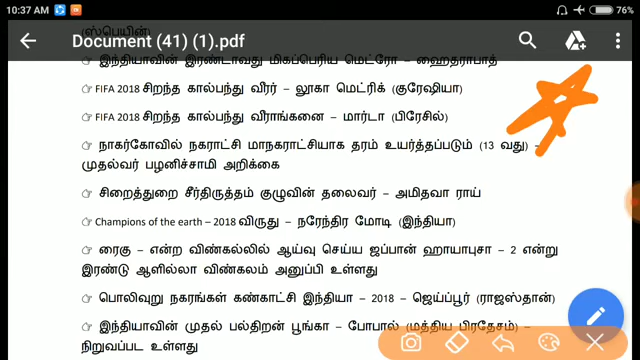 10:37 AM
76%
(ஸ்பெயின்)
Document (41) (1).pdf
இந்தியாவின் இரண்டாவது மிகப்பெரிய மெட்ரோ – ஹைதராபாத்
FIFA 2018 சிறந்த கால்பந்து வீரர் – லூகா மெட்ரிக் (குரேஷியா)
FIFA 2018 சிறந்த கால்பந்து வீராங்கனை – மார்டா (பிரேசில்)
நாகர்கோவில் நகராட்சி மாநகராட்சியாக தரம் உயர்த்தப்படும் (13 வது) –
முதல்வர் பழனிச்சாமி அறிக்கை
சிறைத்துறை சீர்திருத்தம் குழுவின் தலைவர் – அமிதவா ராய்
Champions of the earth – 2018 விருது – நரேந்திர மோடி (இந்தியா)
ரைகு – என்ற விண்கல்லில் ஆய்வு செய்ய ஜப்பான் ஹாயாபுசா – 2 என்று
இரண்டு ஆளில்லா விண்கலம் அனுப்பி உள்ளது
பொலிவுறு நகரங்கள் கண்காட்சி இந்தியா – 2018 – ஜெய்ப்பூர் (ராஜஸ்தான்)
இந்தியாவின் முதல் பல்திறன் பூங்கா – போபால் (மத்திய பிரதேசம்) –
நிறுவப்பட உள்ளது